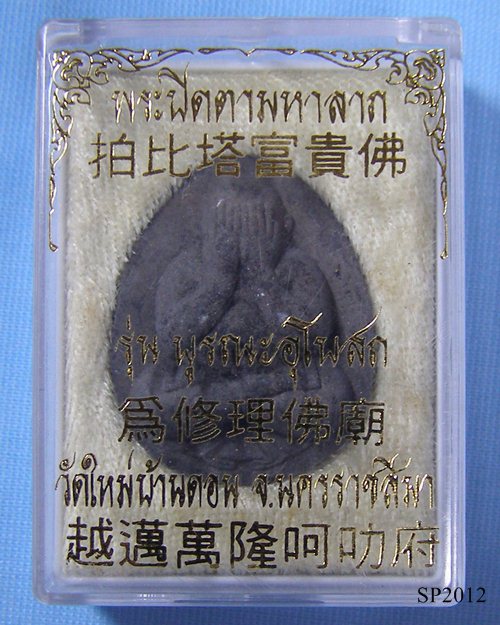 พระปิดตามหาลาภ
拍比塔富貴佛
รุ่น บูรณะอุโบสถ
爲修理佛廟
วัดใหม่บ้านดอน จ.นครราชสีมา
越邁萬隆呵叻府
SP2012